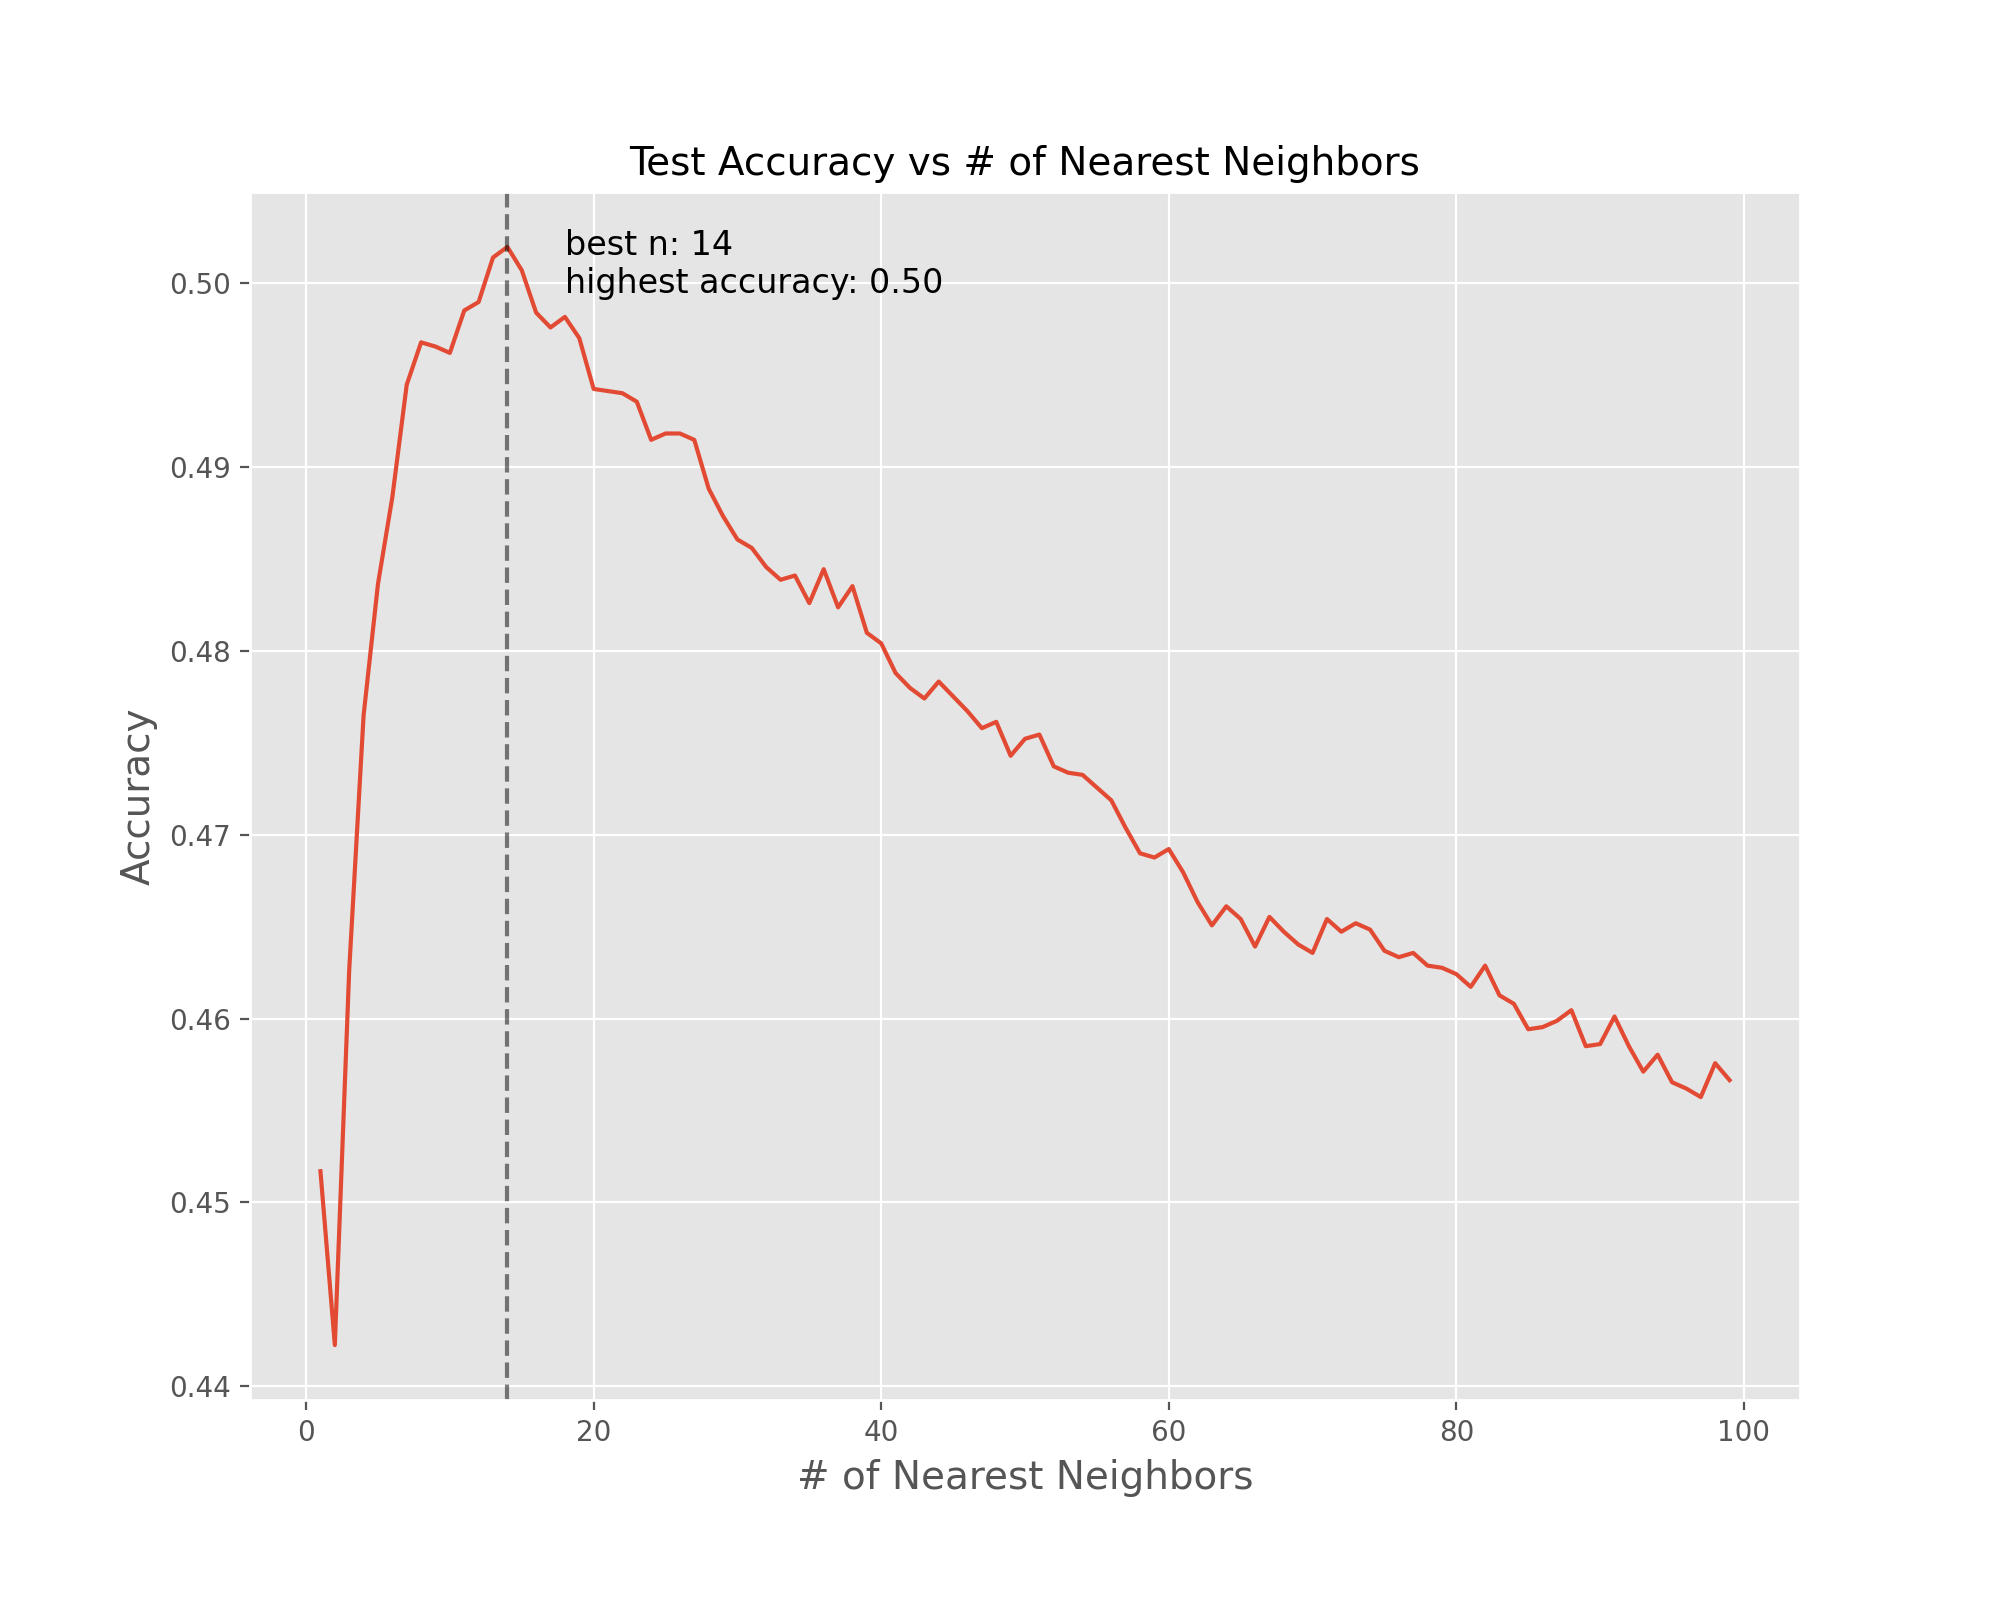 Test Accuracy vs # of Nearest Neighbors
best n: 14
highest accuracy: 0.50
0.50
0.49
0.48
0.47
0.46
0.45
0.44
Accuracy
0 20 40 60 80 100
# of Nearest Neighbors